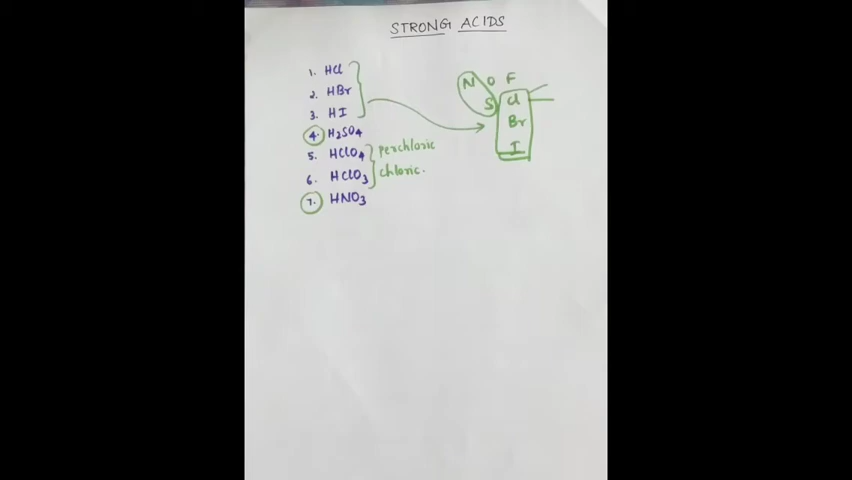 STRONG ACIDS
1. HCl
2. HBr
3. HI
4. H₂SO₄
5. HClO₄ perchloric
6. HClO₃ chloric.
7. HNO₃
N O F
S Cl
Br
I